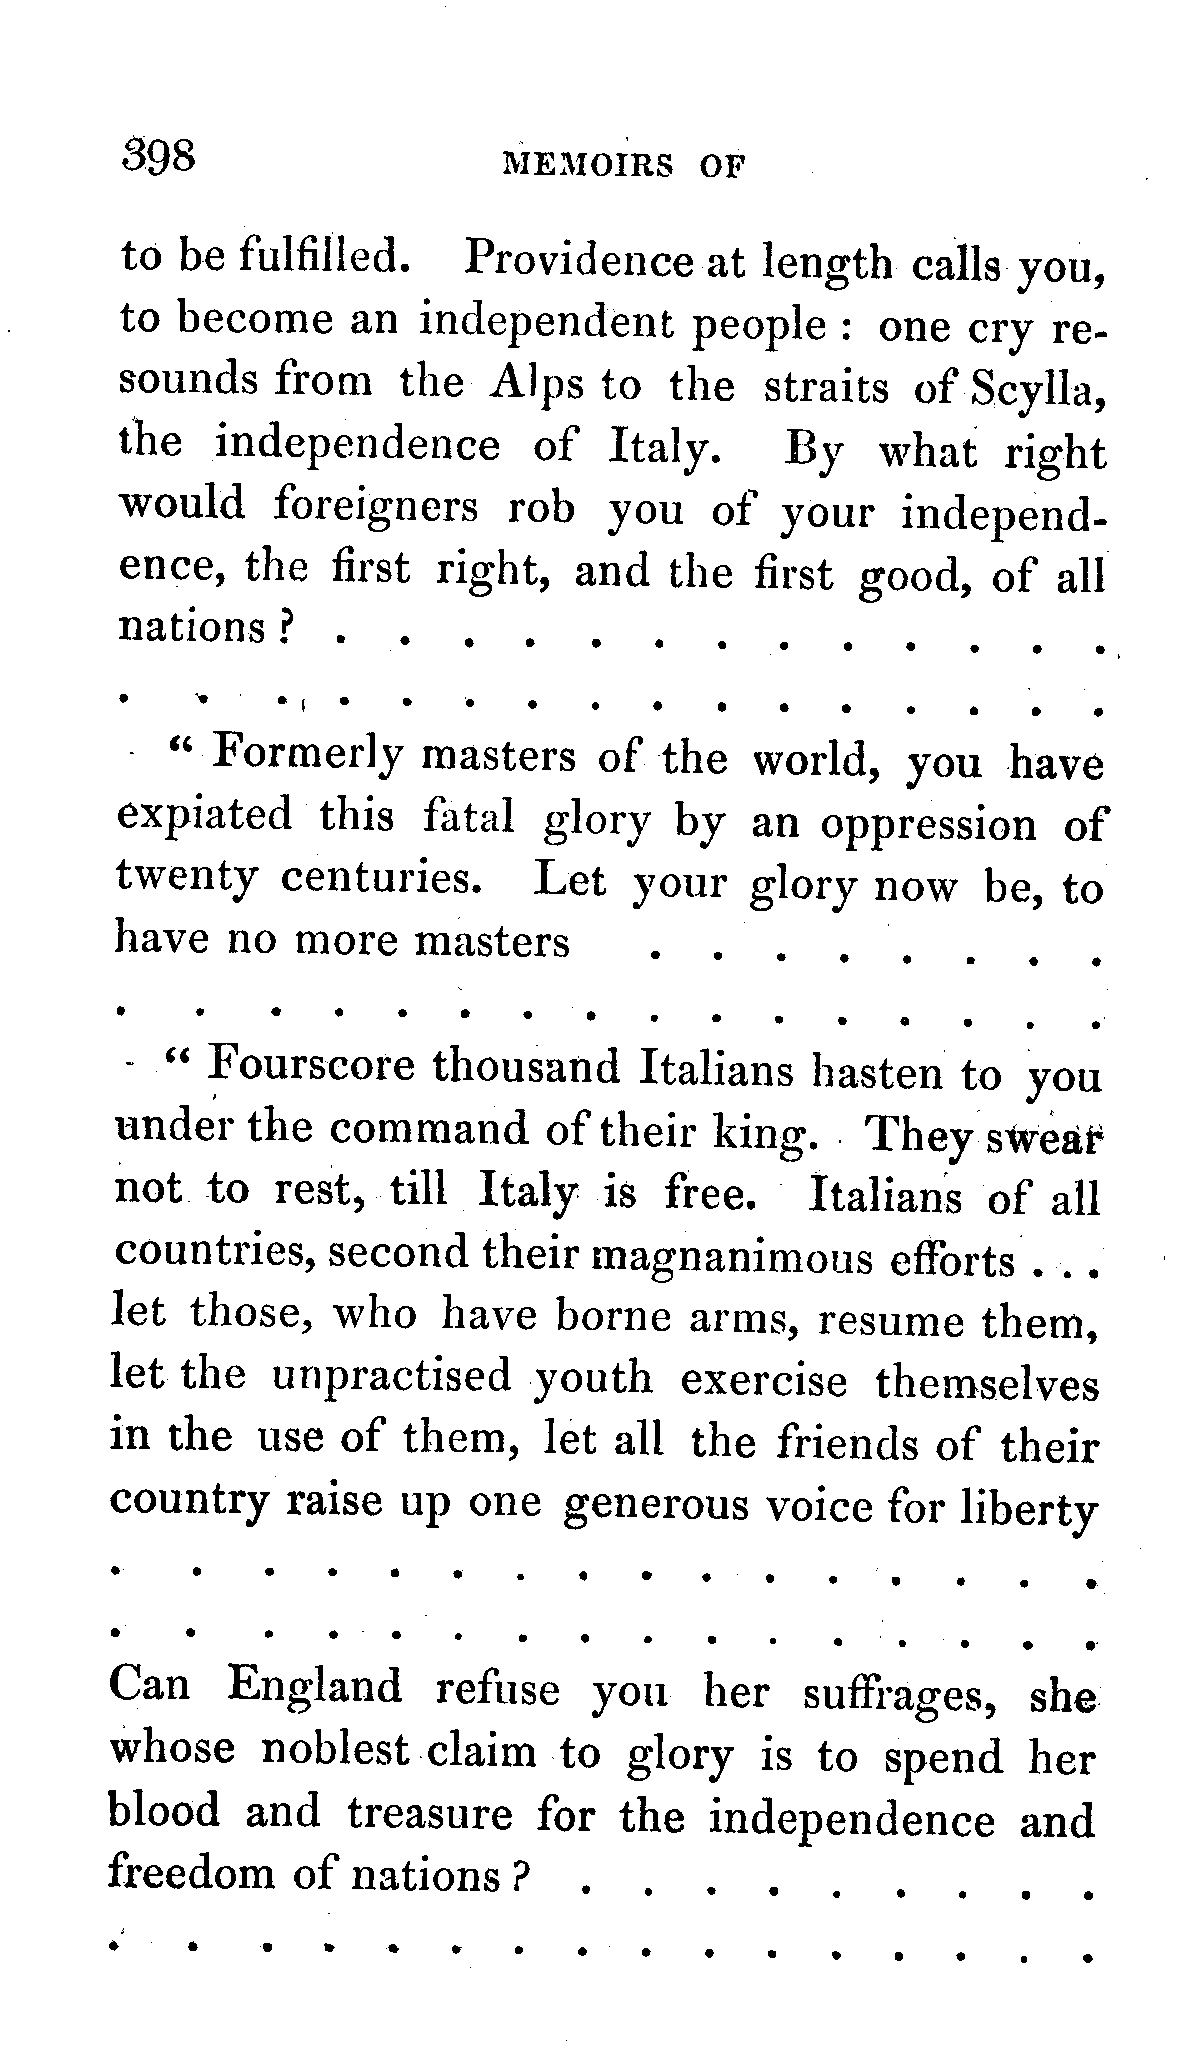 398 MEMOIRS OF
to be fulfilled. Providence at length calls you,
to become an independent people : one cry re-
sounds from the Alps to the straits of Scylla,
the independence of Italy. By what right
would foreigners rob you of your independ-
ence, the first right, and the first good, of all
nations ? . . . . . . . . . . . . .
. . . . . . . . . . . . . . . .
“ Formerly masters of the world, you have
expiated this fatal glory by an oppression of
twenty centuries. Let your glory now be, to
have no more masters . . . . . . . .
. . . . . . . . . . . . . . . .
“ Fourscore thousand Italians hasten to you
under the command of their king. They swear
not to rest, till Italy is free. Italians of all
countries, second their magnanimous efforts . . .
let those, who have borne arms, resume them,
let the unpractised youth exercise themselves
in the use of them, let all the friends of their
country raise up one generous voice for liberty
. . . . . . . . . . . . . . . .
. . . . . . . . . . . . . . . .
Can England refuse you her suffrages, she
whose noblest claim to glory is to spend her
blood and treasure for the independence and
freedom of nations ? . . . . . . . . .
. . . . . . . . . . . . . . . .